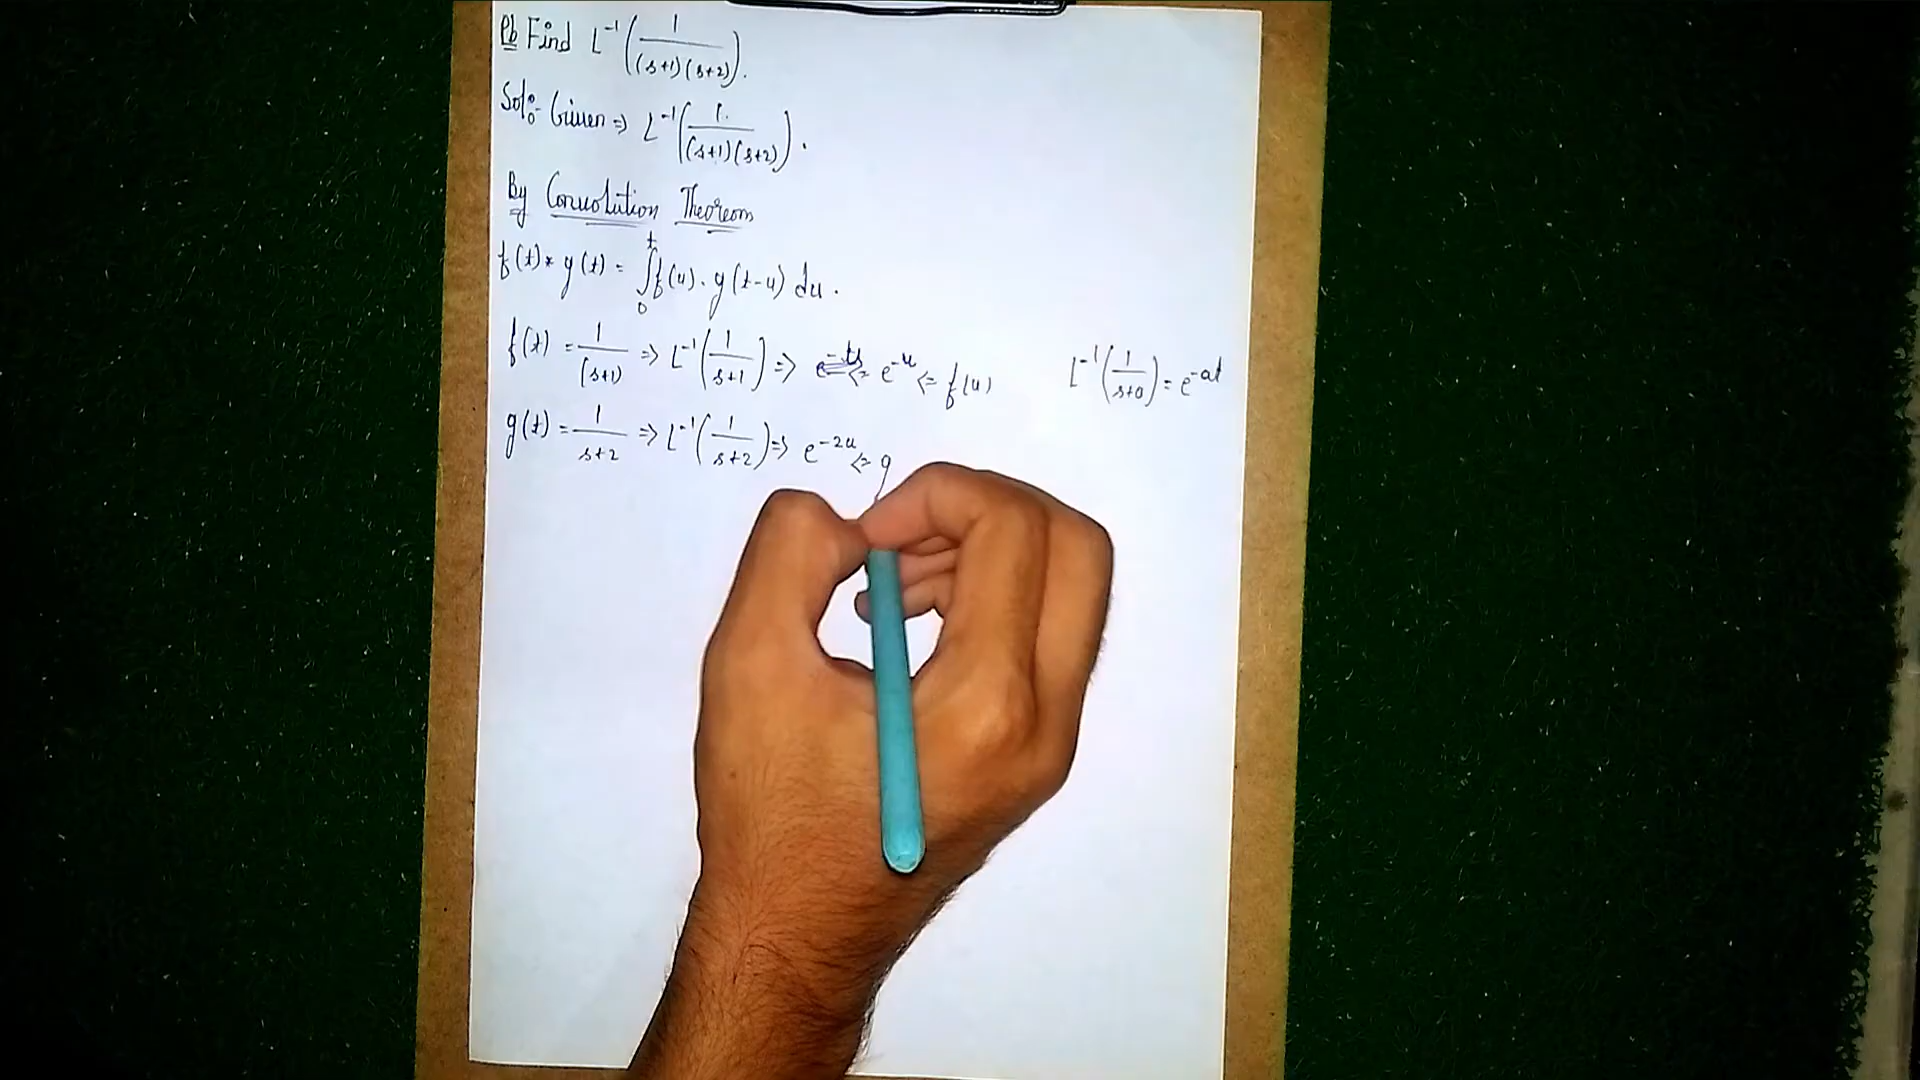 Pb Find L⁻¹(1/((s+1)(s+2))).
Sol:- Given => L⁻¹(1/((s+1)(s+2))).
By Convolution Theorem
f(t)*g(t) = ∫₀ᵗ f(u).g(t-u) du.
f(t) = 1/(s+1) => L⁻¹(1/(s+1)) => <= e⁻ᵘ <= f(u) L⁻¹(1/(s+a)) = e⁻ᵃᵗ
g(t) = 1/(s+2) => L⁻¹(1/(s+2)) => e⁻²ᵘ <= g